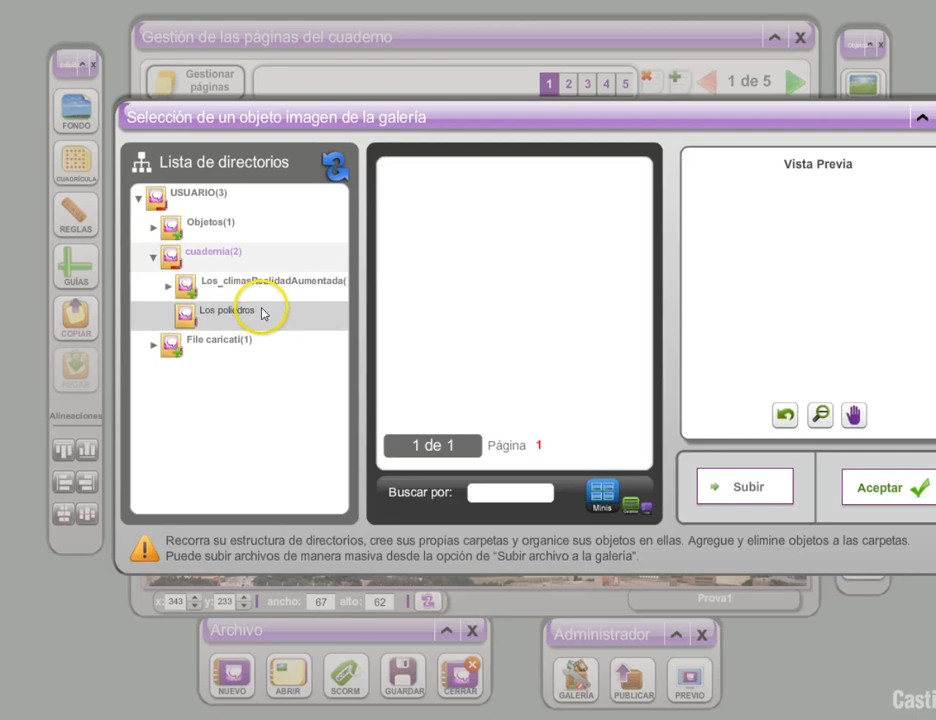 Gestión de las páginas del cuaderno
Gestionar páginas
1 2 3 4 5
1 de 5
Selección de un objeto imagen de la galería
FONDO
CUADRÍCULA
REGLAS
GUÍAS
COPIAR
PEGAR
Alineaciones
Lista de directorios
USUARIO(3)
Objetos(1)
cuadernia(2)
Los_climasRealidadAumentada(
Los poliedros
File caricati(1)
1 de 1
Página 1
Buscar por:
Minis
Vista Previa
Subir
Aceptar
Recorra su estructura de directorios, cree sus propias carpetas y organice sus objetos en ellas. Agregue y elimine objetos a las carpetas.
Puede subir archivos de manera masiva desde la opción de "Subir archivo a la galería".
x: 343 y: 233 ancho: 67 alto: 62
Prova1
Archivo
NUEVO
ABRIR
SCORM
GUARDAR
CERRAR
Administrador
GALERÍA
PUBLICAR
PREVIO
Casti